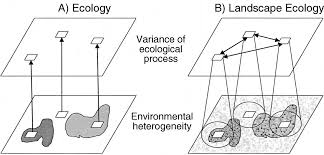 A) Ecology
B) Landscape Ecology
Variance of
ecological
process
Environmental
heterogeneity